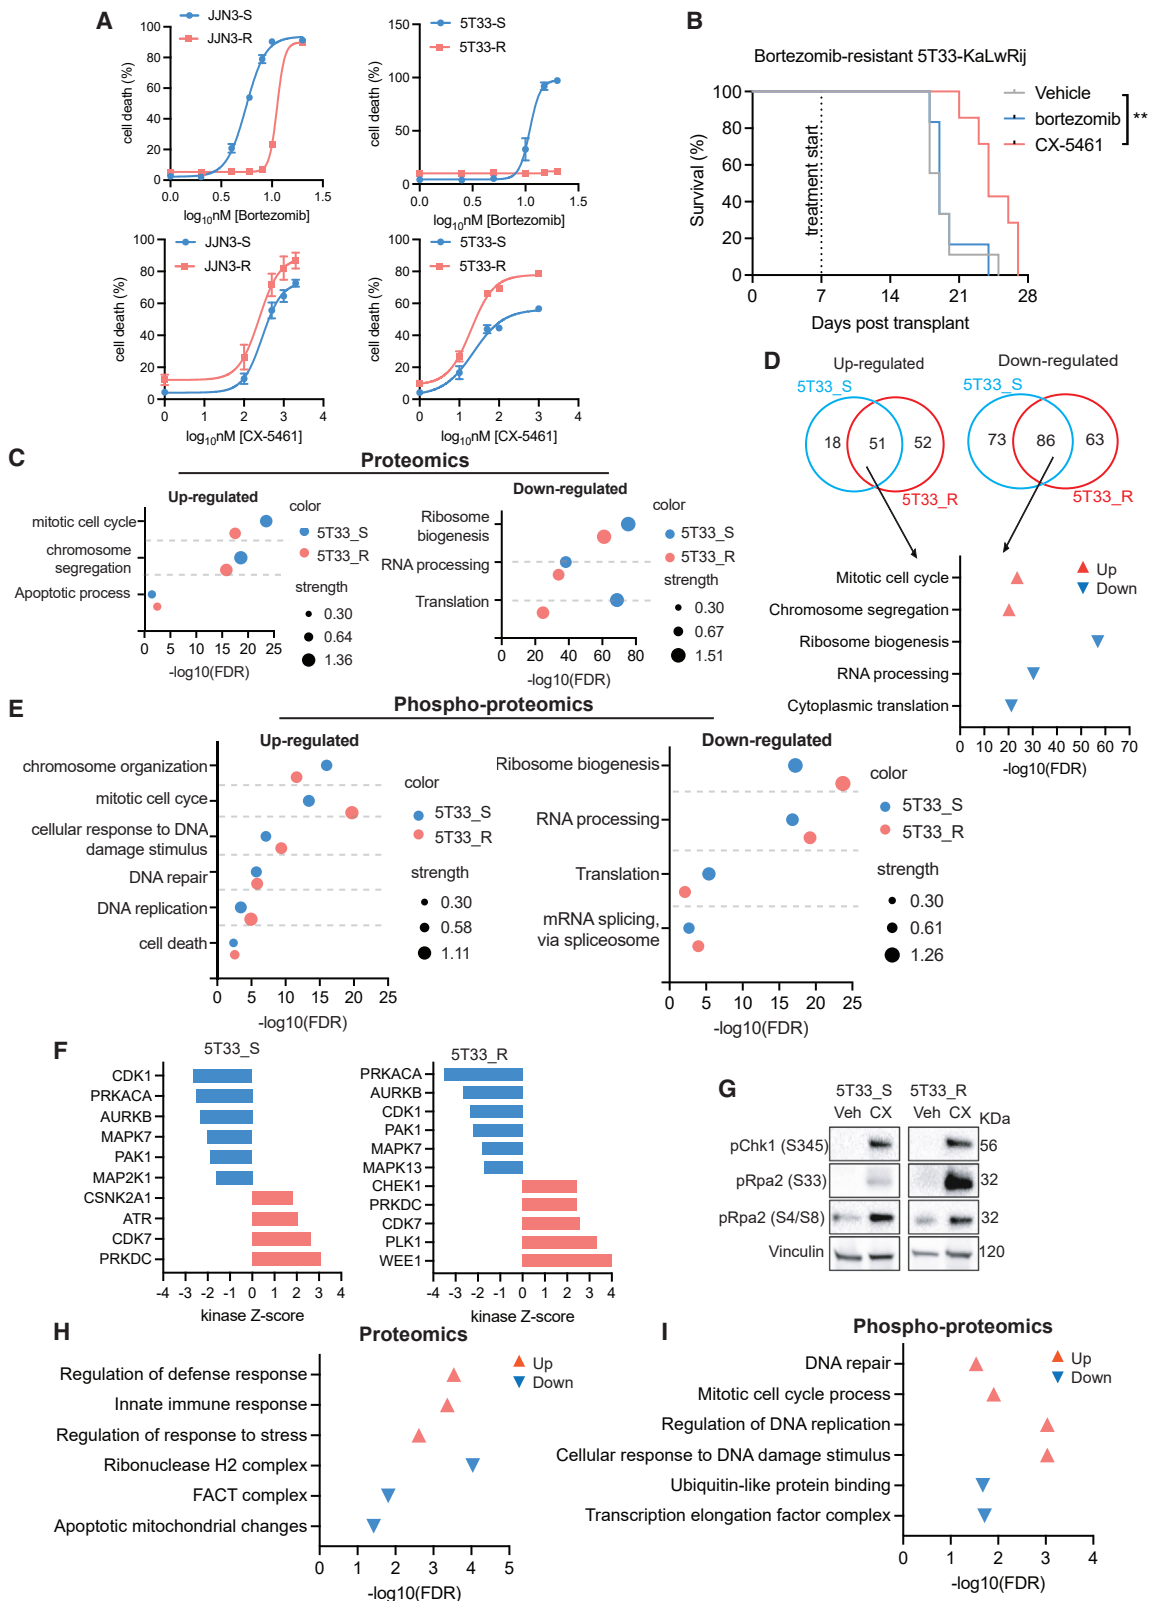 A
JJN3-S
JJN3-R
100
80
60
40
20
0
cell death (%)
0.0 0.5 1.0 1.5
log10nM [Bortezomib]
5T33-S
5T33-R
150
100
50
0
cell death (%)
0.0 0.5 1.0 1.5
log10nM [Bortezomib]
JJN3-S
JJN3-R
100
80
60
40
20
0
cell death (%)
0 1 2 3 4
log10nM [CX-5461]
5T33-S
5T33-R
100
80
60
40
20
0
cell death (%)
0 1 2 3 4
log10nM [CX-5461]
B
Bortezomib-resistant 5T33-KaLwRij
100
80
60
40
20
0
Survival (%)
treatment start
Vehicle
bortezomib
CX-5461
**
0 7 14 21 28
Days post transplant
C
Proteomics
Up-regulated
mitotic cell cycle
chromosome
segregation
Apoptotic process
0 5 10 15 20 25
-log10(FDR)
color
5T33_S
5T33_R
strength
0.30
0.64
1.36
Down-regulated
Ribosome
biogenesis
RNA processing
Translation
0 20 40 60 80
-log10(FDR)
color
5T33_S
5T33_R
strength
0.30
0.67
1.51
D
Up-regulated
5T33_S
18 51 52
5T33_R
Down-regulated
5T33_S
73 86 63
5T33_R
Up
Down
Mitotic cell cycle
Chromosome segregation
Ribosome biogenesis
RNA processing
Cytoplasmic translation
0 10 20 30 40 50 60 70
-log10(FDR)
E
Phospho-proteomics
Up-regulated
chromosome organization
mitotic cell cyce
cellular response to DNA
damage stimulus
DNA repair
DNA replication
cell death
0 5 10 15 20 25
-log10(FDR)
color
5T33_S
5T33_R
strength
0.30
0.58
1.11
Down-regulated
Ribosome biogenesis
RNA processing
Translation
mRNA splicing,
via spliceosome
0 5 10 15 20 25
-log10(FDR)
color
5T33_S
5T33_R
strength
0.30
0.61
1.26
F
5T33_S
CDK1
PRKACA
AURKB
MAPK7
PAK1
MAP2K1
CSNK2A1
ATR
CDK7
PRKDC
-4 -3 -2 -1 0 1 2 3 4
kinase Z-score
5T33_R
PRKACA
AURKB
CDK1
PAK1
MAPK7
MAPK13
CHEK1
PRKDC
CDK7
PLK1
WEE1
-4 -3 -2 -1 0 1 2 3 4
kinase Z-score
G
5T33_S 5T33_R
Veh CX Veh CX KDa
pChk1 (S345) 56
pRpa2 (S33) 32
pRpa2 (S4/S8) 32
Vinculin 120
H
Proteomics
Up
Down
Regulation of defense response
Innate immune response
Regulation of response to stress
Ribonuclease H2 complex
FACT complex
Apoptotic mitochondrial changes
0 1 2 3 4 5
-log10(FDR)
I
Phospho-proteomics
Up
Down
DNA repair
Mitotic cell cycle process
Regulation of DNA replication
Cellular response to DNA damage stimulus
Ubiquitin-like protein binding
Transcription elongation factor complex
0 1 2 3 4
-log10(FDR)